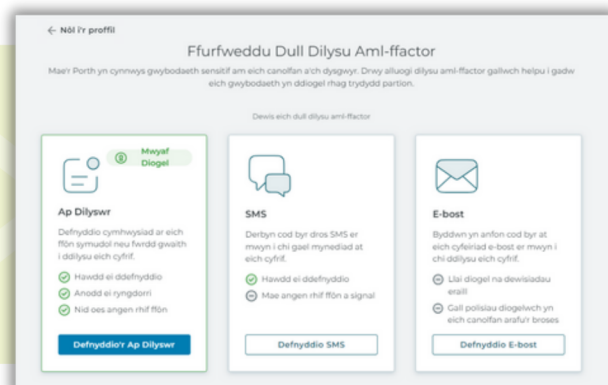 ← Nôl i'r proffil
Ffurfweddu Dull Dilysu Aml-ffactor
Mae'r Porth yn cynnwys gwybodaeth sensitif am eich canolfan a'ch dysgwyr. Drwy alluogi dilysu aml-ffactor gallwch helpu i gadw
eich gwybodaeth yn ddiogel rhag trydydd partion.
Dewis eich dull dilysu aml-ffactor
Mwyaf
Diogel
Ap Dilyswr
Defnyddio cymhwysiad ar eich
ffôn symudol neu fwrdd gwaith
i ddilysu eich cyfrif.
Hawdd ei ddefnyddio
Anodd ei ryngdorri
Nid oes angen rhif ffôn
Defnyddio'r Ap Dilyswr
SMS
Derbyn cod byr dros SMS er
mwyn i chi gael mynediad at
eich cyfrif.
Hawdd ei ddefnyddio
Mae angen rhif ffôn a signal
Defnyddio SMS
E-bost
Byddwn yn anfon cod byr at
eich cyfeiriad e-bost er mwyn i
chi ddilysu eich cyfrif.
Llai diogel na dewisiadau
eraill
Gall polisiau diogelwch yn
eich canolfan arafu'r broses
Defnyddio E-bost